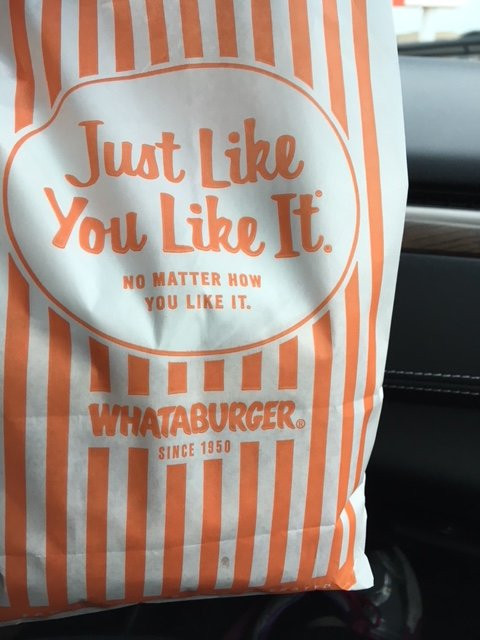 Just Like
You Like It®.
NO MATTER HOW
YOU LIKE IT.
WHATABURGER®
SINCE 1950